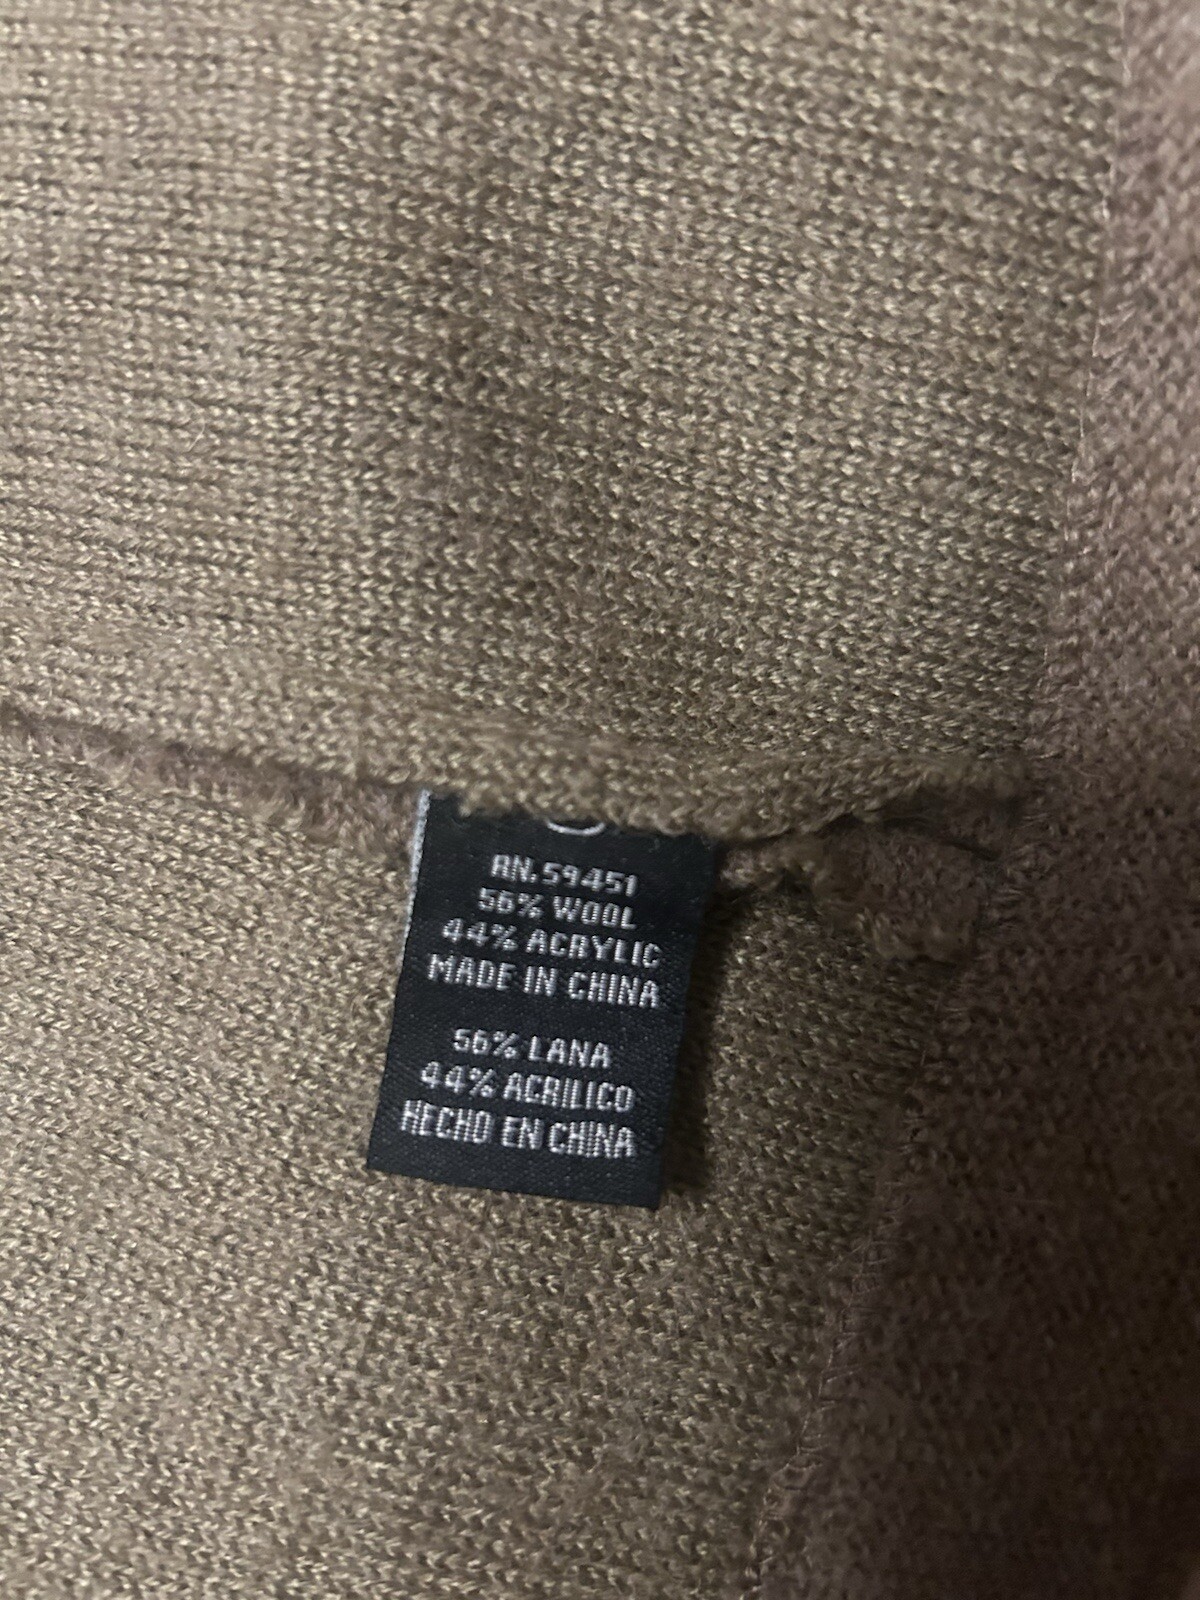 RN.59451
56% WOOL
44% ACRYLIC
MADE IN CHINA
56% LANA
44% ACRILICO
HECHO EN CHINA